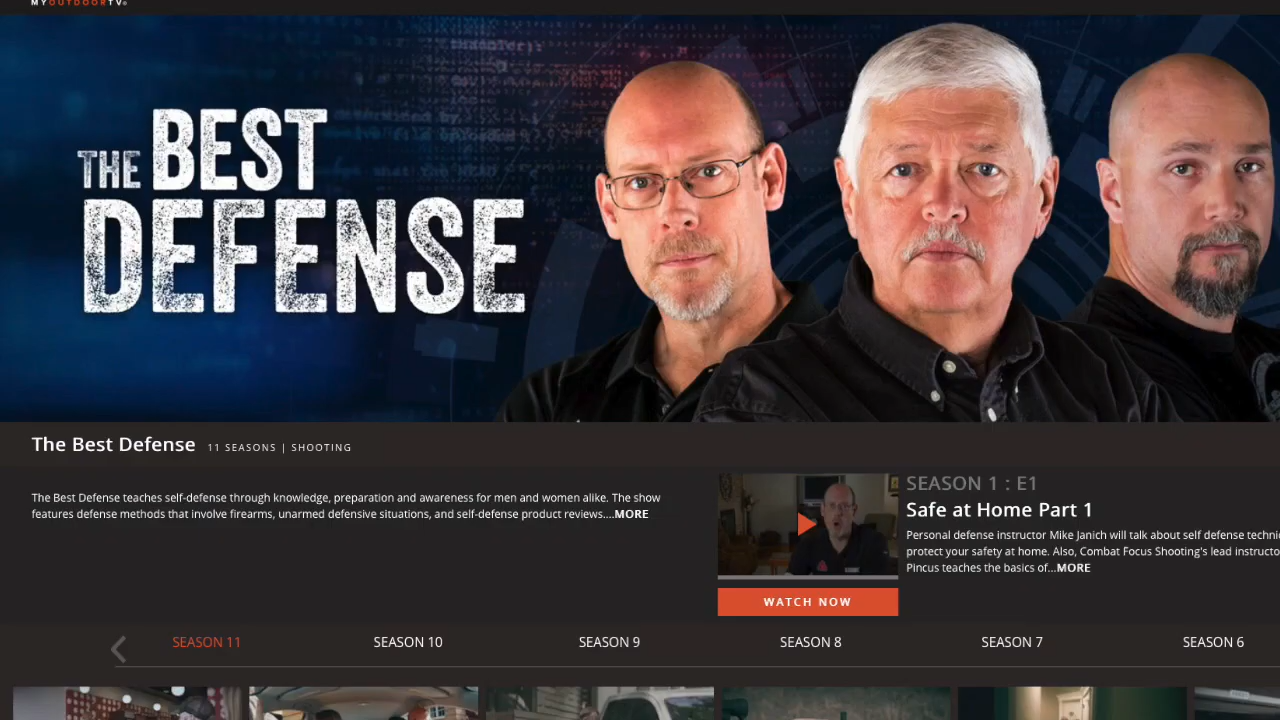 MYOUTDOORTV
THE BEST
DEFENSE
The Best Defense 11 SEASONS | SHOOTING
The Best Defense teaches self-defense through knowledge, preparation and awareness for men and women alike. The show
features defense methods that involve firearms, unarmed defensive situations, and self-defense product reviews....MORE
SEASON 1 : E1
Safe at Home Part 1
Personal defense instructor Mike Janich will talk about self defense
protect your safety at home. Also, Combat Focus Shooting's lead
Pincus teaches the basics of...MORE
WATCH NOW
SEASON 11 SEASON 10 SEASON 9 SEASON 8 SEASON 7 SEASON 6